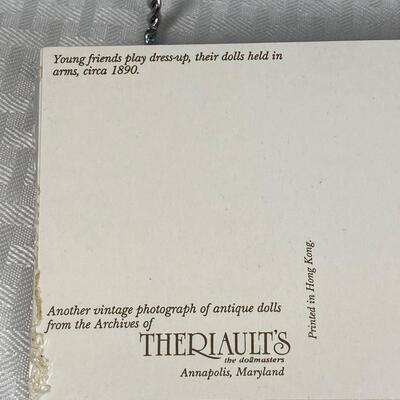 Young friends play dress-up, their dolls held in
arms, circa 1890.
Another vintage photograph of antique dolls
from the Archives of
THERIAULT'S
the dollmasters
Annapolis, Maryland
Printed in Hong Kong.